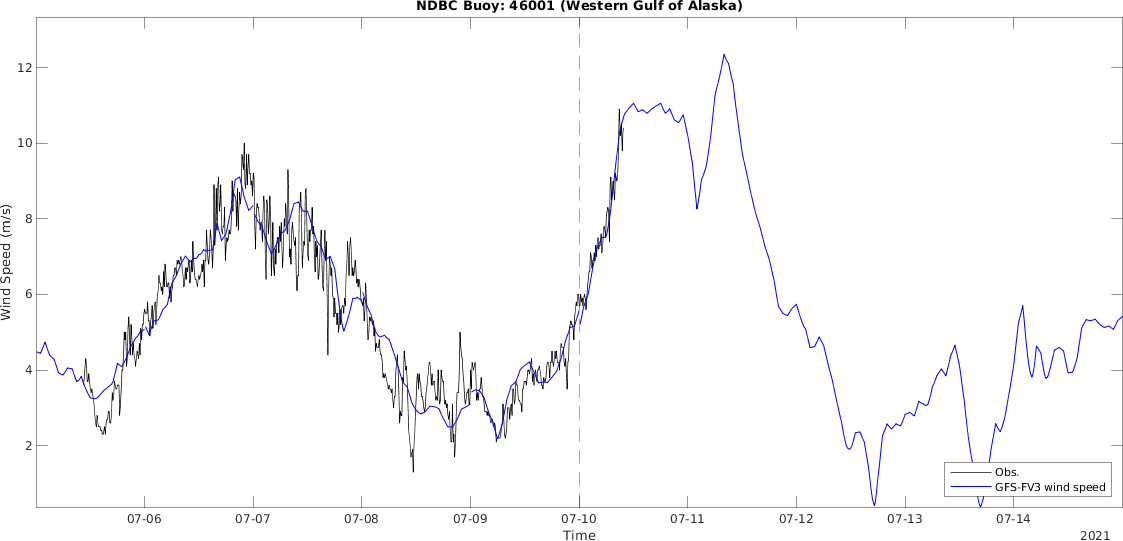 NDBC Buoy: 46001 (Western Gulf of Alaska)
Wind Speed (m/s)
12
10
8
6
4
2
Obs.
GFS-FV3 wind speed
07-06 07-07 07-08 07-09 07-10 07-11 07-12 07-13 07-14
Time
2021